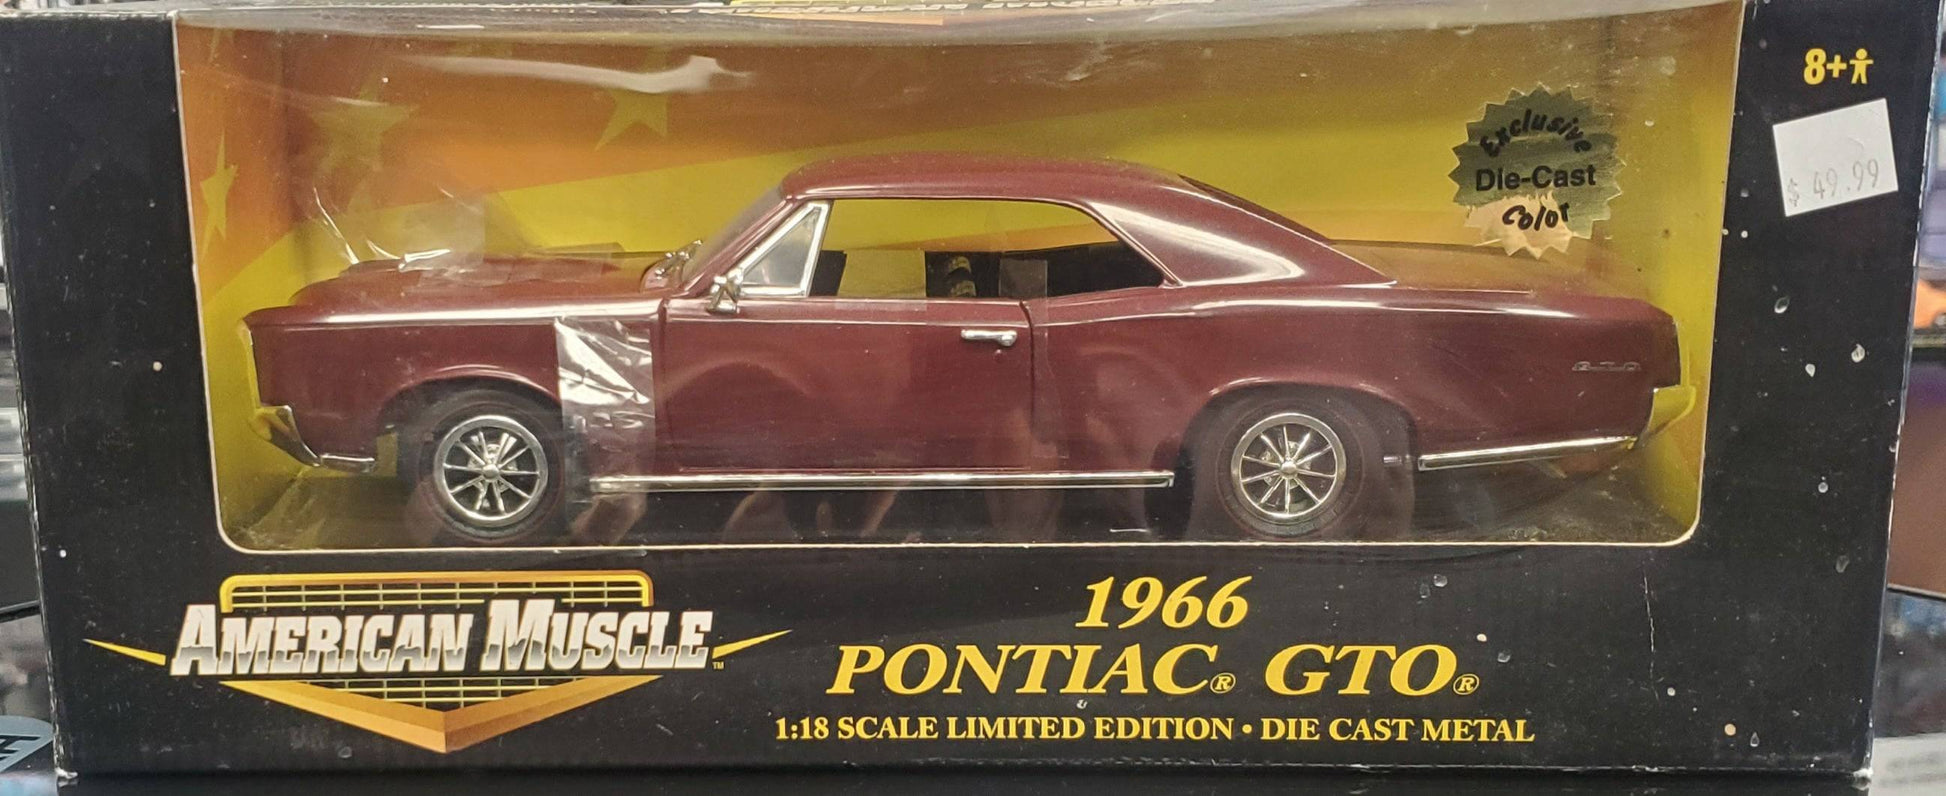 8+
$ 49.99
Exclusive
Die-Cast
Color
GTO
AMERICAN MUSCLE™
1966
PONTIAC® GTO®
1:18 SCALE LIMITED EDITION • DIE CAST METAL